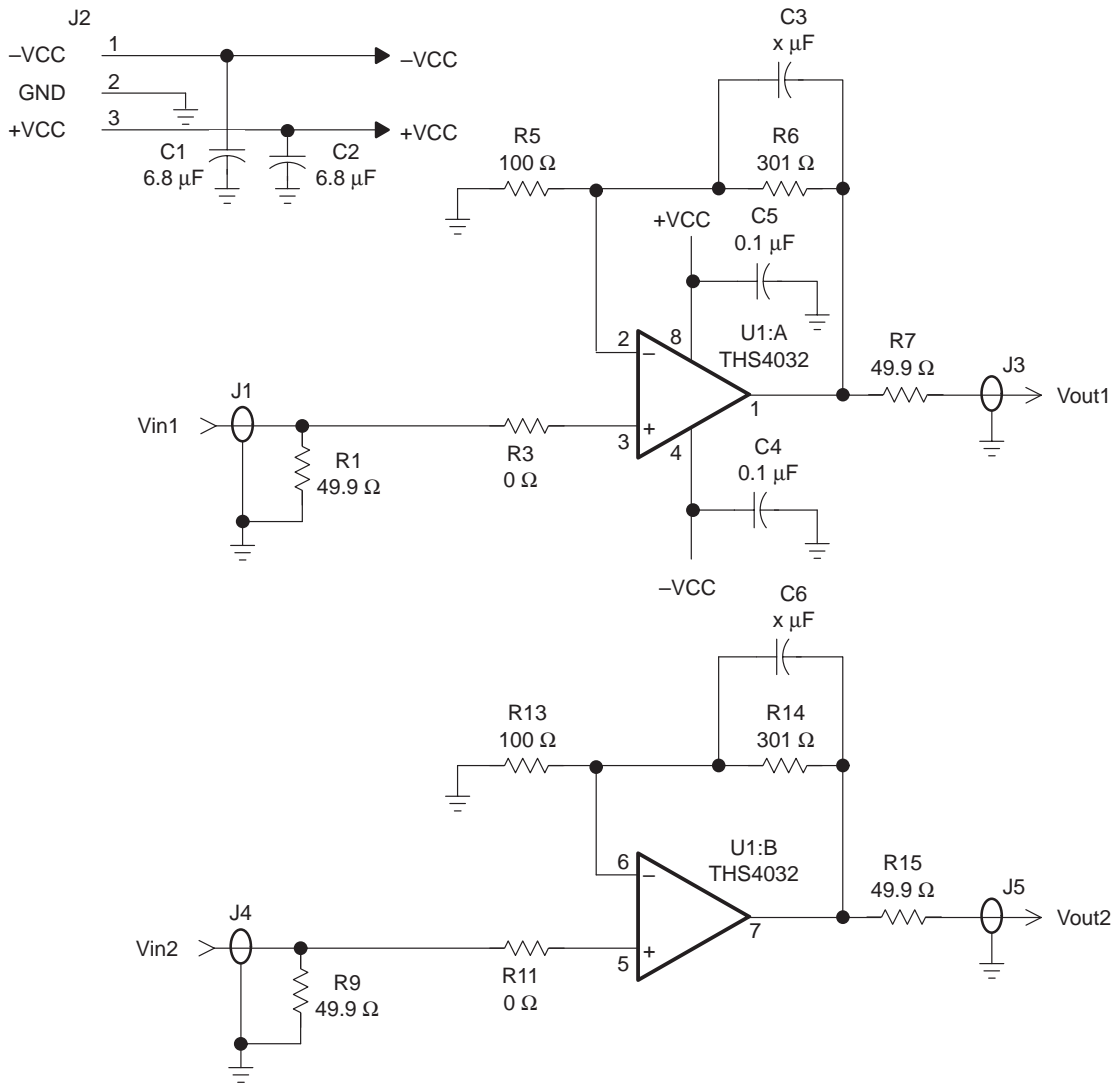 J2
–VCC 1 –VCC
GND 2
+VCC 3 +VCC
C1
6.8 µF
C2
6.8 µF
C3
x µF
R5
100 Ω
R6
301 Ω
+VCC
C5
0.1 µF
U1:A
THS4032
2
–
8
1
3
+
4
R7
49.9 Ω
J3
Vout1
J1
Vin1
R1
49.9 Ω
R3
0 Ω
C4
0.1 µF
–VCC
C6
x µF
R13
100 Ω
R14
301 Ω
U1:B
THS4032
6
–
7
5
+
R15
49.9 Ω
J5
Vout2
J4
Vin2
R9
49.9 Ω
R11
0 Ω